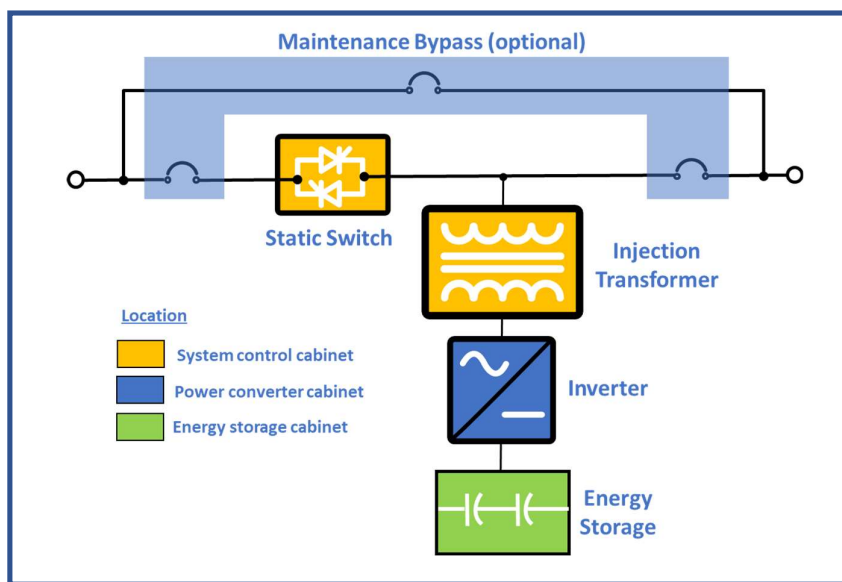 Maintenance Bypass (optional)
Static Switch
Injection
Transformer
Location
System control cabinet
Power converter cabinet
Energy storage cabinet
Inverter
Energy
Storage